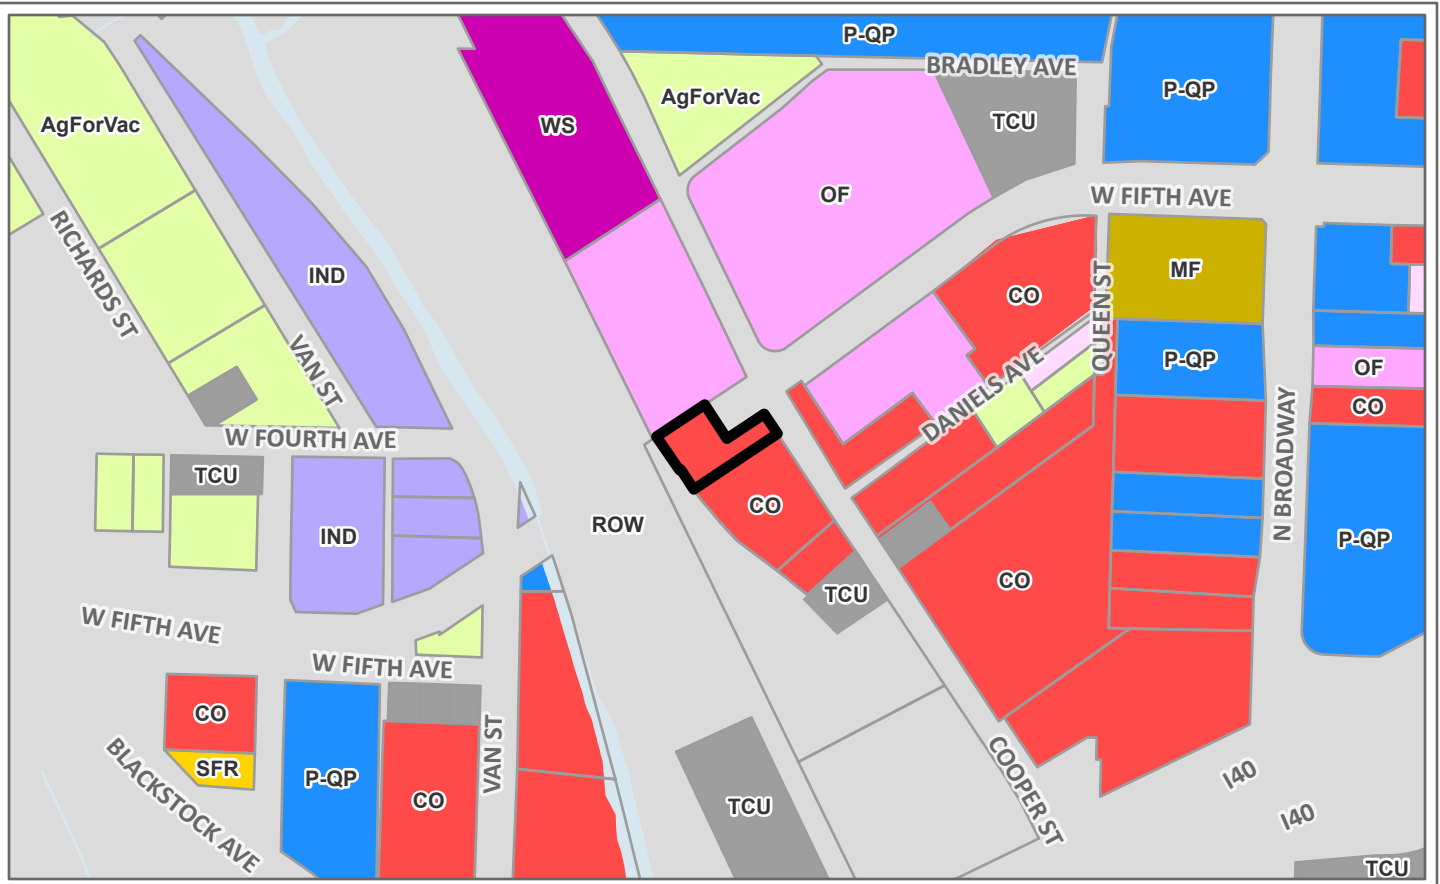 P-QP
BRADLEY AVE
P-QP
AgForVac
AgForVac
WS
TCU
OF
W FIFTH AVE
RICHARDS ST
IND
QUEEN ST
MF
CO
VAN ST
DANIELS AVE
P-QP
OF
CO
W FOURTH AVE
TCU
N BROADWAY
CO
ROW
IND
P-QP
CO
TCU
W FIFTH AVE
W FIFTH AVE
CO
SFR
P-QP
VAN ST
CO
BLACKSTOCK AVE
TCU
COOPER ST
I40
I40
TCU